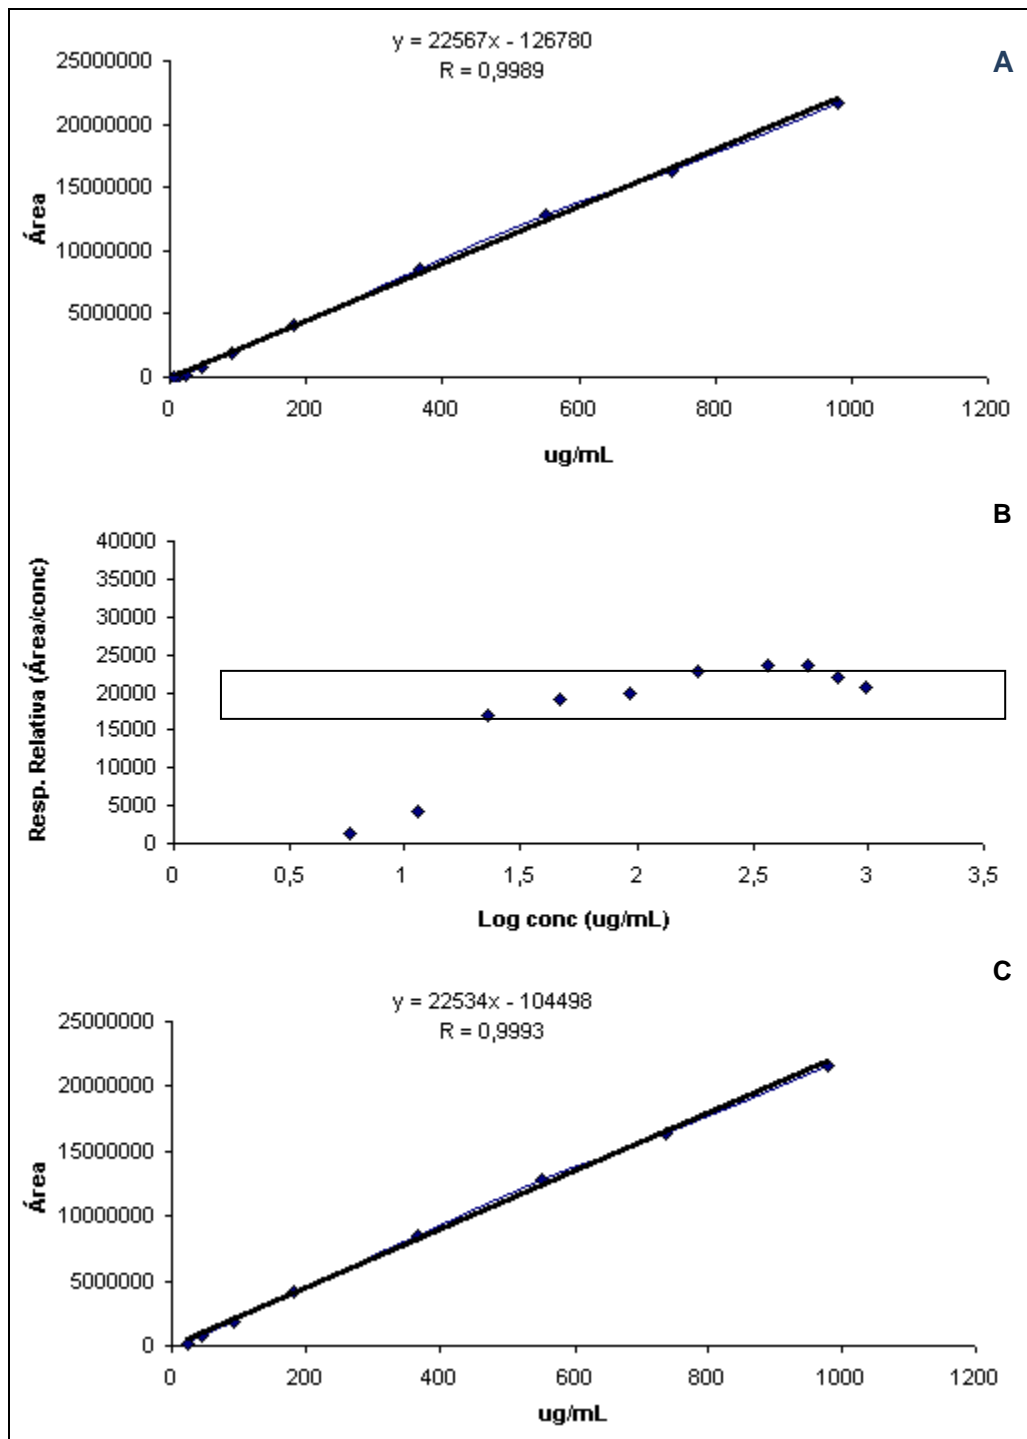 y = 22567x - 126780
R = 0,9989
A
25000000
20000000
15000000
10000000
5000000
0
Área
0 200 400 600 800 1000 1200
ug/mL
B
40000
35000
30000
25000
20000
15000
10000
5000
0
Resp. Relativa (Área/conc)
0 0,5 1 1,5 2 2,5 3 3,5
Log conc (ug/mL)
C
y = 22534x - 104498
R = 0,9993
25000000
20000000
15000000
10000000
5000000
0
Área
0 200 400 600 800 1000 1200
ug/mL